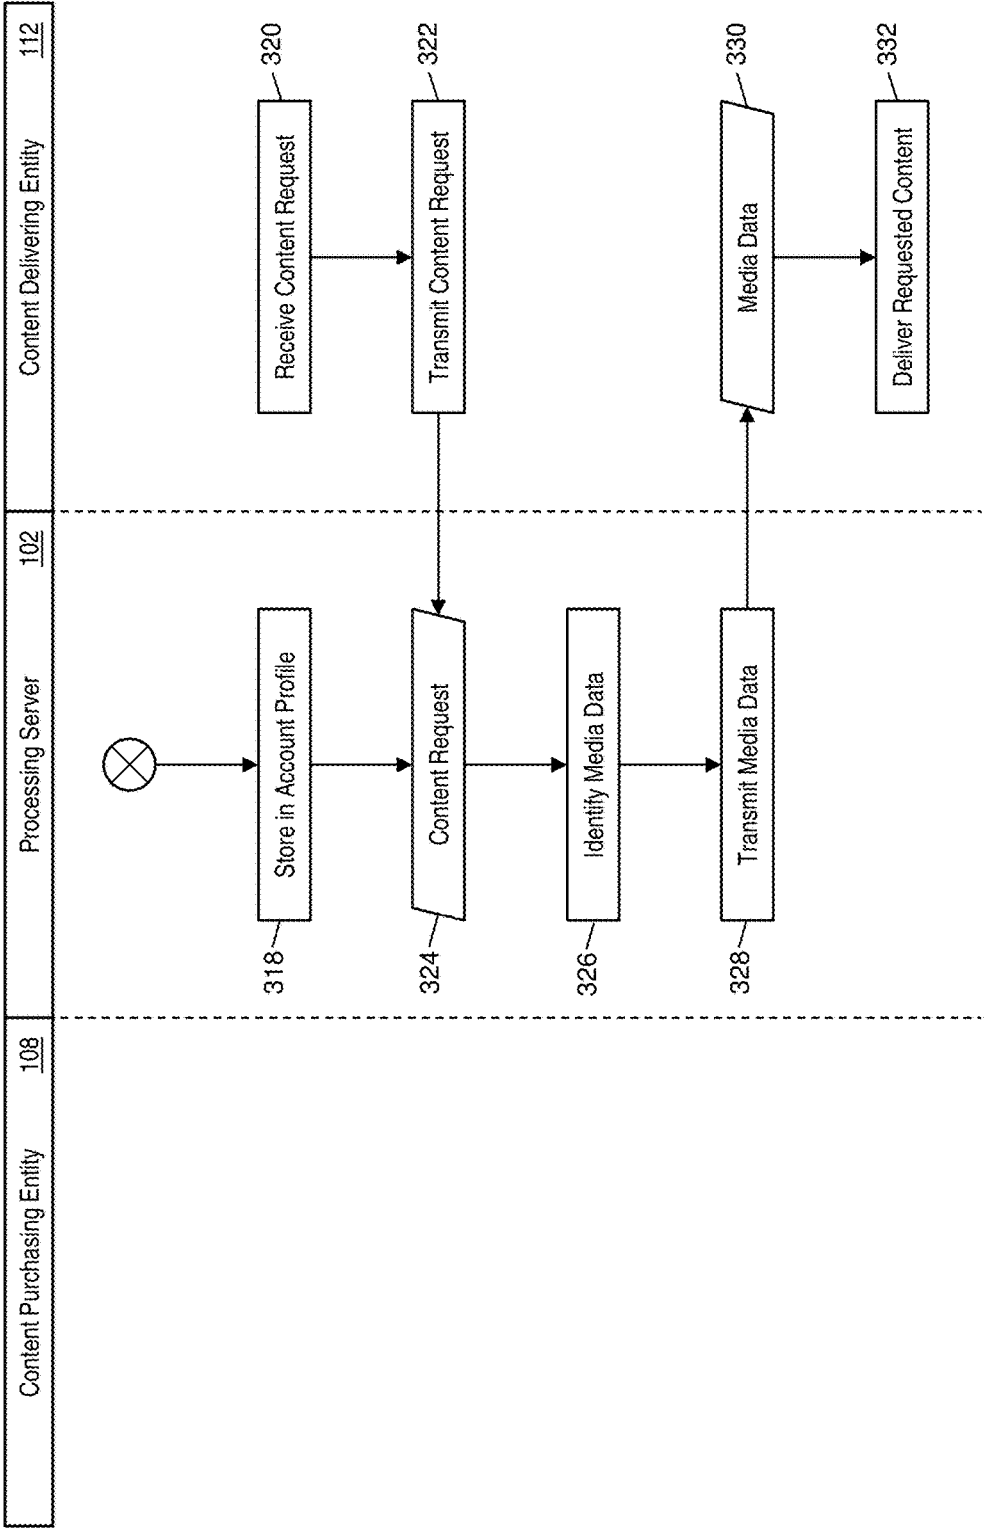 Content Purchasing Entity 108
Processing Server 102
Content Delivering Entity 112
318
Store in Account Profile
Receive Content Request
320
324
Content Request
Transmit Content Request
322
326
Identify Media Data
328
Transmit Media Data
Media Data
330
Deliver Requested Content
332